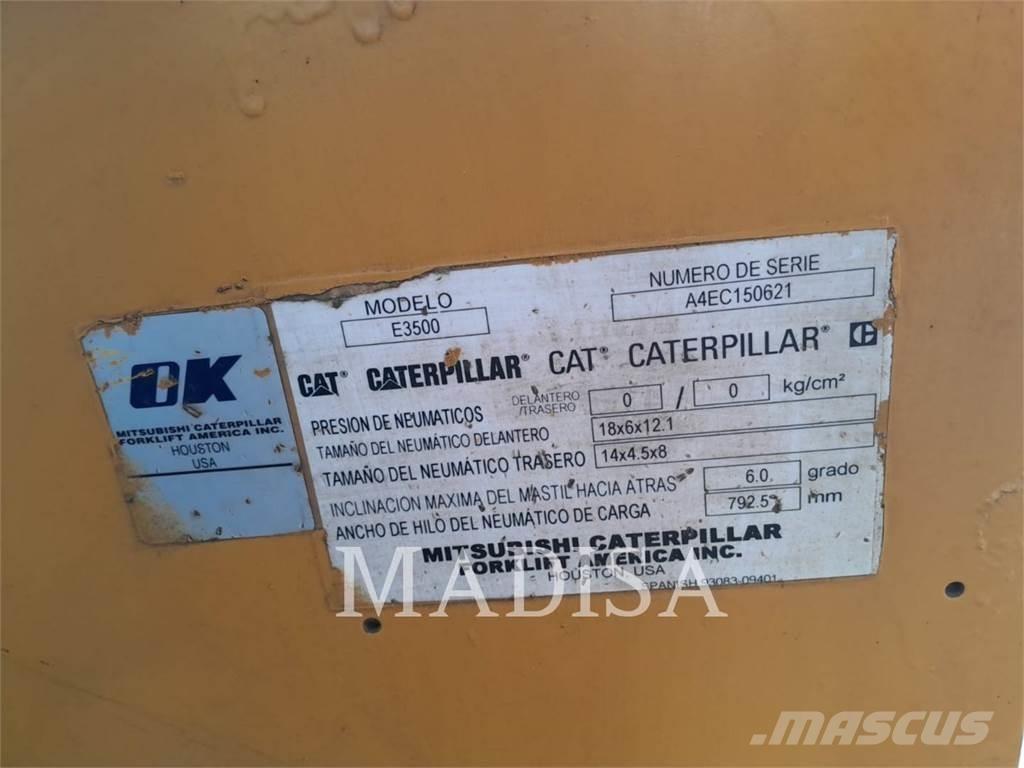 OK
MITSUBISHI CATERPILLAR
FORKLIFT AMERICA INC.
HOUSTON
USA
MODELO
E3500
NUMERO DE SERIE
A4EC150621
CAT® CATERPILLAR® CAT® CATERPILLAR®
PRESION DE NEUMATICOS DELANTERO /TRASERO 0 / 0 kg/cm²
TAMAÑO DEL NEUMÁTICO DELANTERO 18x6x12.1
TAMAÑO DEL NEUMÁTICO TRASERO 14x4.5x8
INCLINACION MAXIMA DEL MASTIL HACIA ATRAS 6.0 grado
ANCHO DE HILO DEL NEUMÁTICO DE CARGA 792.5 mm
MITSUBISHI CATERPILLAR
FORKLIFT AMERICA INC.
HOUSTON, USA
SPANISH 93083-09401
MADISA
MASCUS